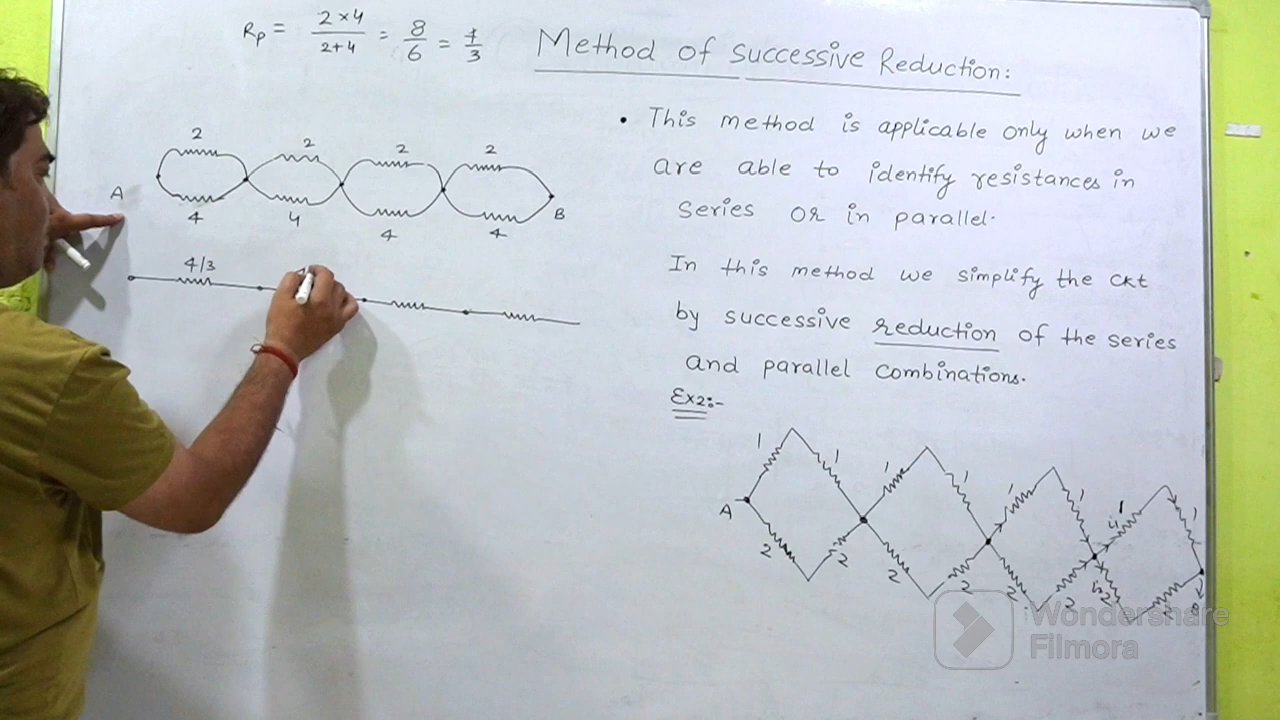 Rp = 2×4 / 2+4 = 8/6 = 4/3
Method of Successive Reduction:
• This method is applicable only when we
are able to identify resistances in
series or in parallel.
In this method we simplify the ckt
by successive reduction of the series
and parallel combinations.
Ex2:-
2 2 2 2
A B
4 4 4 4
4/3
1 1 1 1 1 1 1 1
A i₁ i₂ B
2 2 2 2 2 2 2 2
Wondershare
Filmora